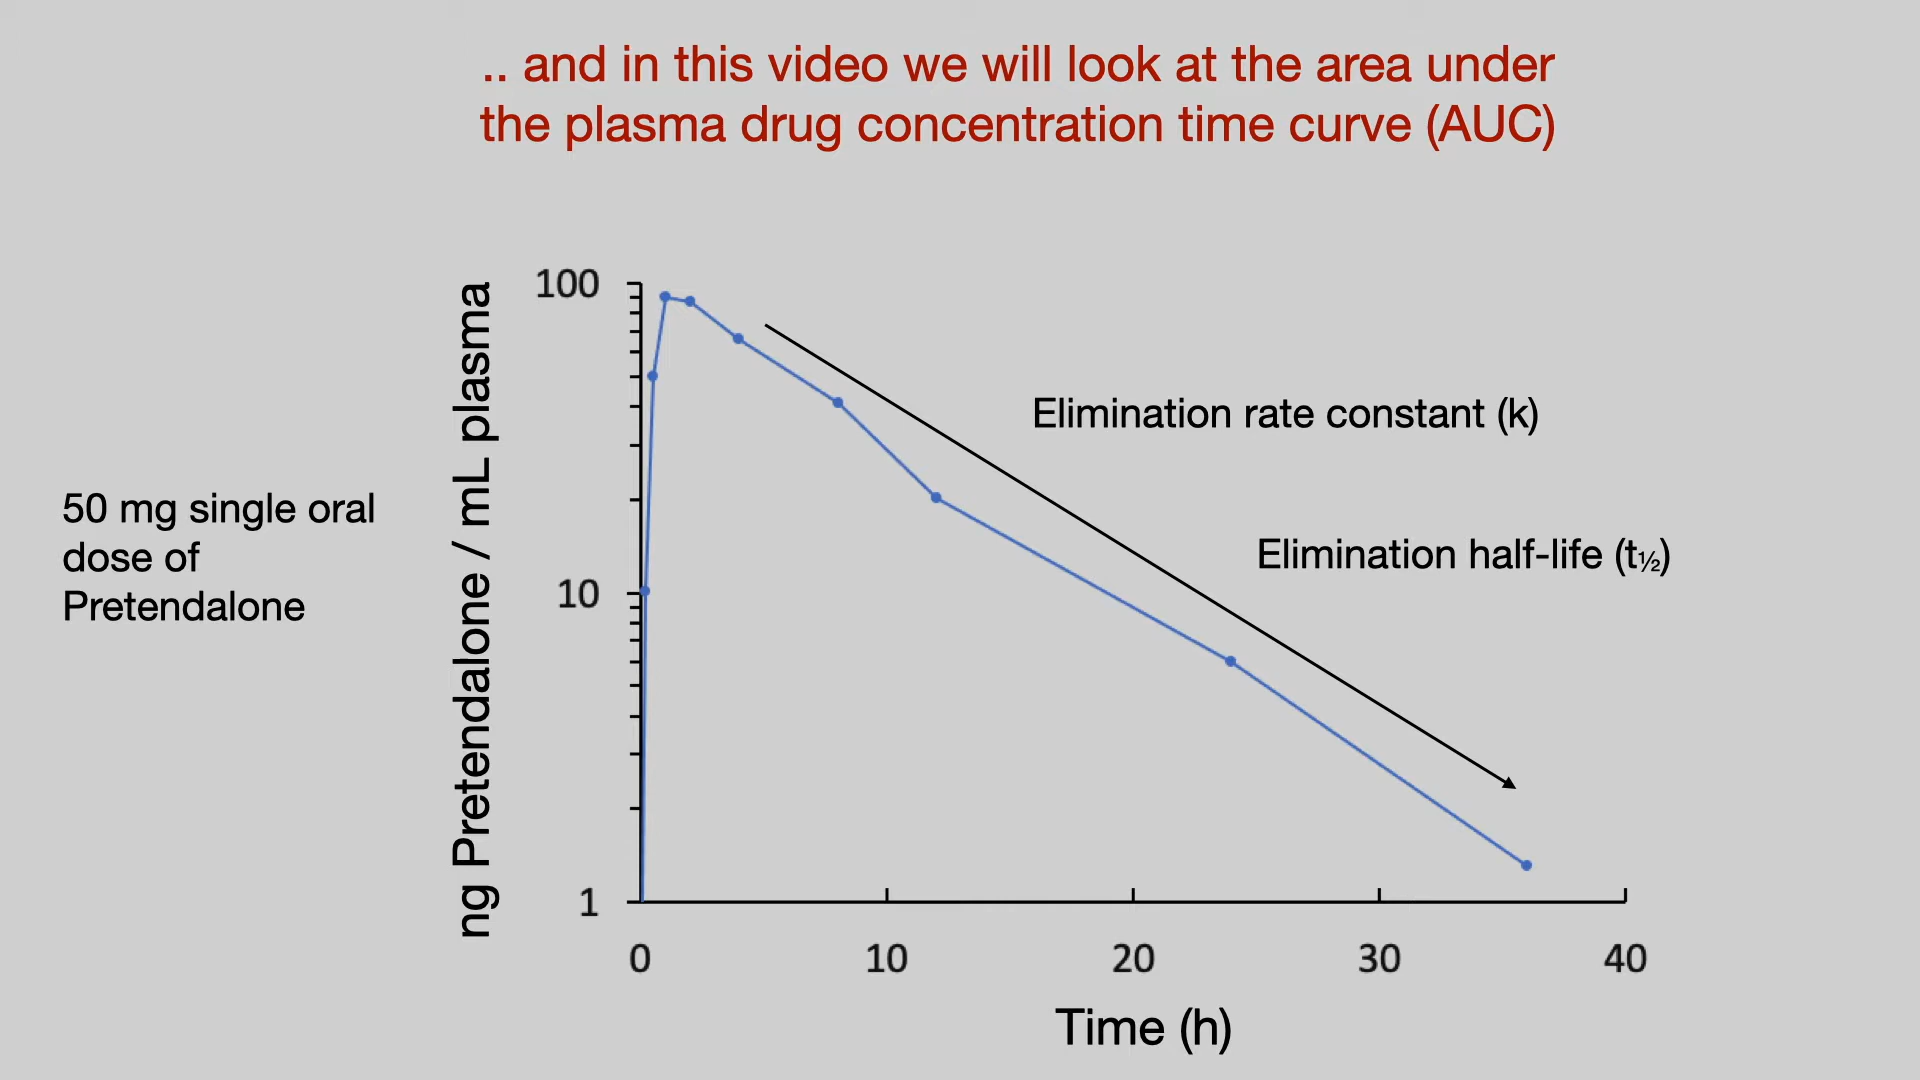 .. and in this video we will look at the area under
the plasma drug concentration time curve (AUC)
50 mg single oral
dose of
Pretendalone
ng Pretendalone / mL plasma
100
10
1
Elimination rate constant (k)
Elimination half-life (t½)
0 10 20 30 40
Time (h)